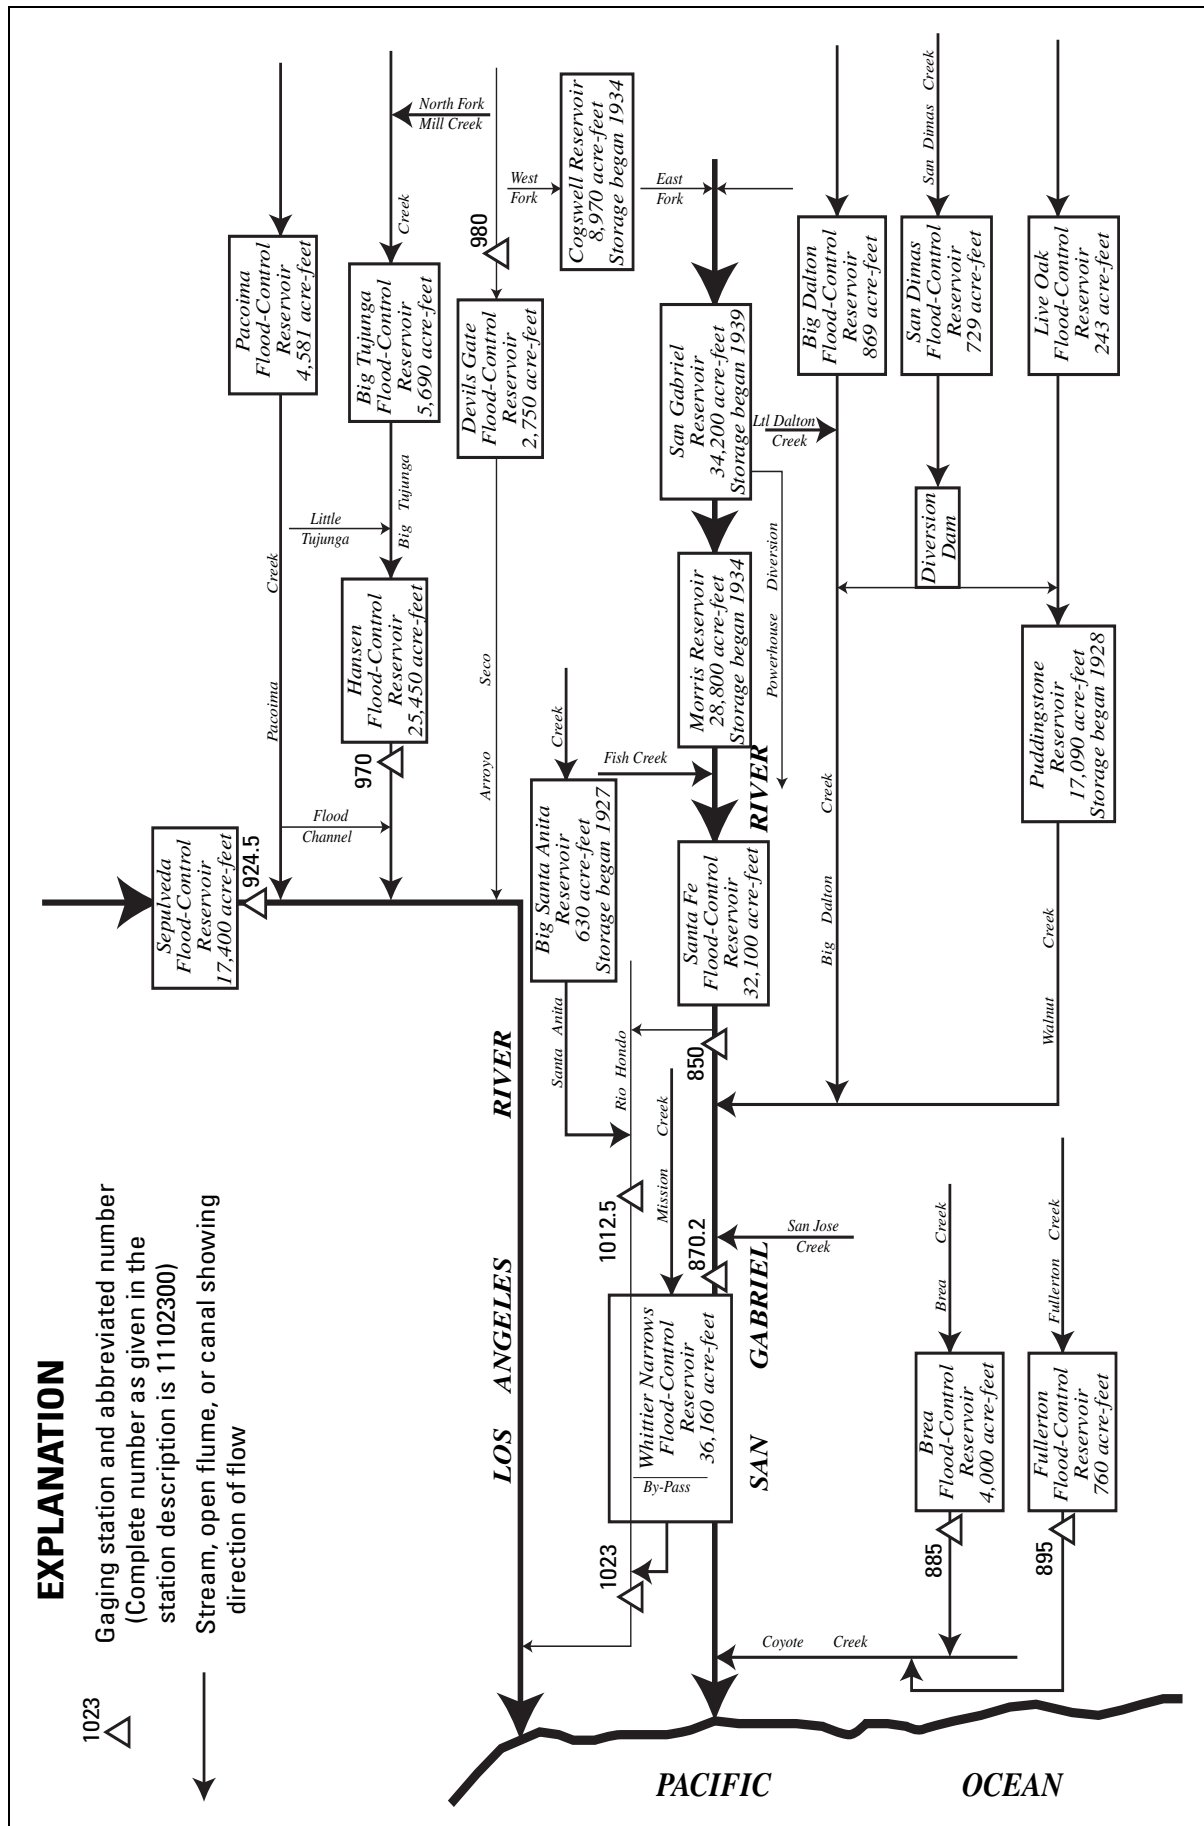 EXPLANATION
1023
Gaging station and abbreviated number
(Complete number as given in the
station description is 11102300)
Stream, open flume, or canal showing
direction of flow
Sepulveda
Flood-Control
Reservoir
17,400 acre-feet
924.5
Pacoima
Flood-Control
Reservoir
4,581 acre-feet
Pacoima Creek
North Fork
Mill Creek
Creek
Big Tujunga
Flood-Control
Reservoir
5,690 acre-feet
Big Tujunga
Little
Tujunga
Hansen
Flood-Control
Reservoir
25,450 acre-feet
970
Flood
Channel
980
Devils Gate
Flood-Control
Reservoir
2,750 acre-feet
Arroyo Seco
LOS ANGELES RIVER
West
Fork
Cogswell Reservoir
8,970 acre-feet
Storage began 1934
East
Fork
San Gabriel
Reservoir
34,200 acre-feet
Storage began 1939
Powerhouse Diversion
Morris Reservoir
28,800 acre-feet
Storage began 1934
Creek
Big Santa Anita
Reservoir
630 acre-feet
Storage began 1927
Santa Anita
Fish Creek
Santa Fe
Flood-Control
Reservoir
32,100 acre-feet
850
Rio Hondo
1012.5
Mission Creek
870.2
San Jose
Creek
Whittier Narrows
Flood-Control
Reservoir
36,160 acre-feet
By-Pass
1023
SAN GABRIEL RIVER
Big Dalton
Flood-Control
Reservoir
869 acre-feet
Ltl Dalton
Creek
Big Dalton Creek
San Dimas Creek
San Dimas
Flood-Control
Reservoir
729 acre-feet
Diversion
Dam
Live Oak
Flood-Control
Reservoir
243 acre-feet
Puddingstone
Reservoir
17,090 acre-feet
Storage began 1928
Walnut Creek
Brea Creek
Brea
Flood-Control
Reservoir
4,000 acre-feet
885
Fullerton Creek
Fullerton
Flood-Control
Reservoir
760 acre-feet
895
Coyote Creek
PACIFIC OCEAN